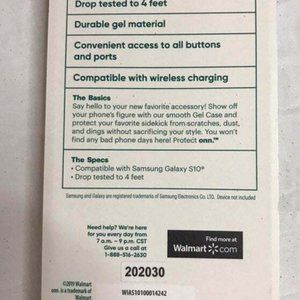 Drop tested to 4 feet
Durable gel material
Convenient access to all buttons
and ports
Compatible with wireless charging
The Basics
Say hello to your new favorite accessory! Show off
your phone's figure with our smooth Gel Case and
protect your favorite sidekick from scratches, dust,
and dings without sacrificing your style. You won't
find any bad phone days here! Protect onn.™
The Specs
• Compatible with Samsung Galaxy S10®
• Drop tested to 4 feet
Samsung and Galaxy are registered trademarks of Samsung Electronics Co. LTD. Device not included
Need help? We're here
for you every day from
7 a.m. – 9 p.m. CST
Give us a call at
1-888-516-2630
Find more at
Walmart.com
202030
©2019 Walmart
onn. is a trademark of
Walmart
WIAS10100014242